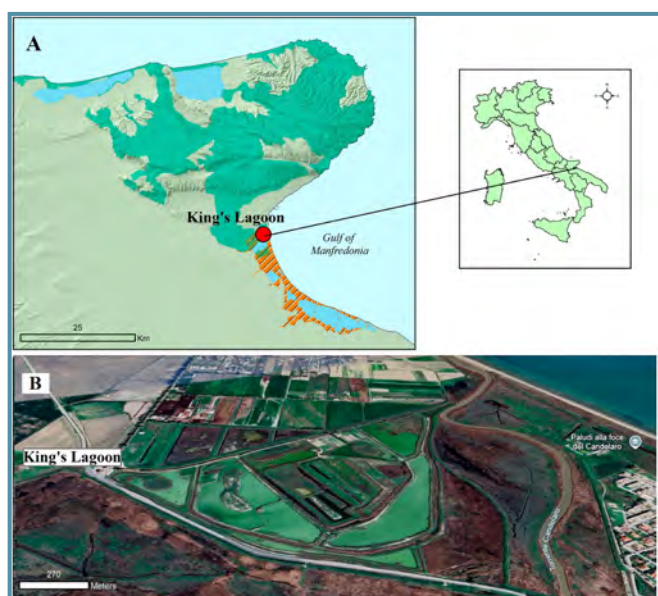 A
King's Lagoon
Gulf of
Manfredonia
25
Km
B
King's Lagoon
Paludi alla foce
del Candelaro
270
Meters